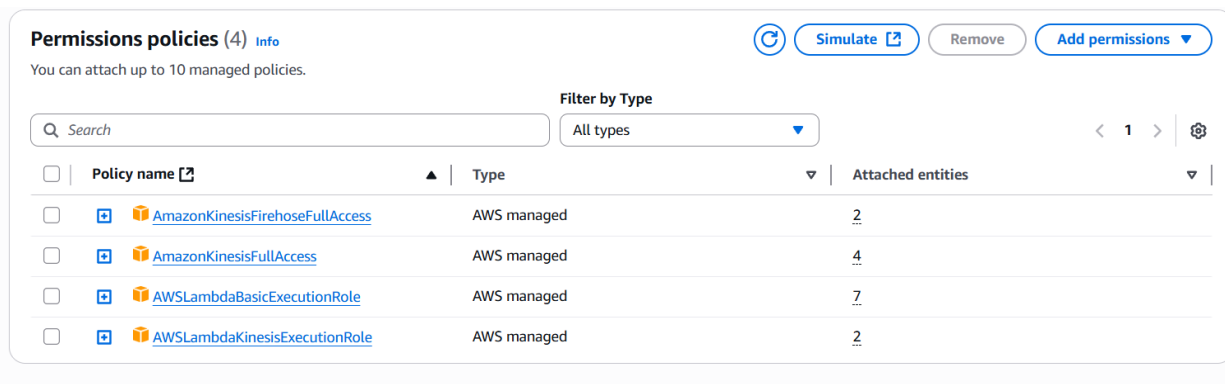 Permissions policies (4) Info
Simulate
Remove
Add permissions
You can attach up to 10 managed policies.
Filter by Type
Search
All types
1
Policy name
Type
Attached entities
AmazonKinesisFirehoseFullAccess AWS managed 2
AmazonKinesisFullAccess AWS managed 4
AWSLambdaBasicExecutionRole AWS managed 7
AWSLambdaKinesisExecutionRole AWS managed 2